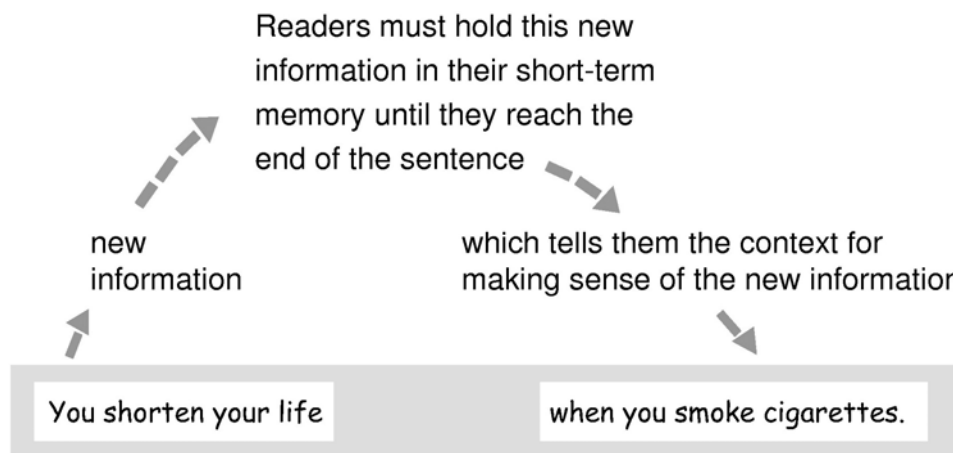 Readers must hold this new
information in their short-term
memory until they reach the
end of the sentence
new
information
which tells them the context for
making sense of the new information
You shorten your life
when you smoke cigarettes.